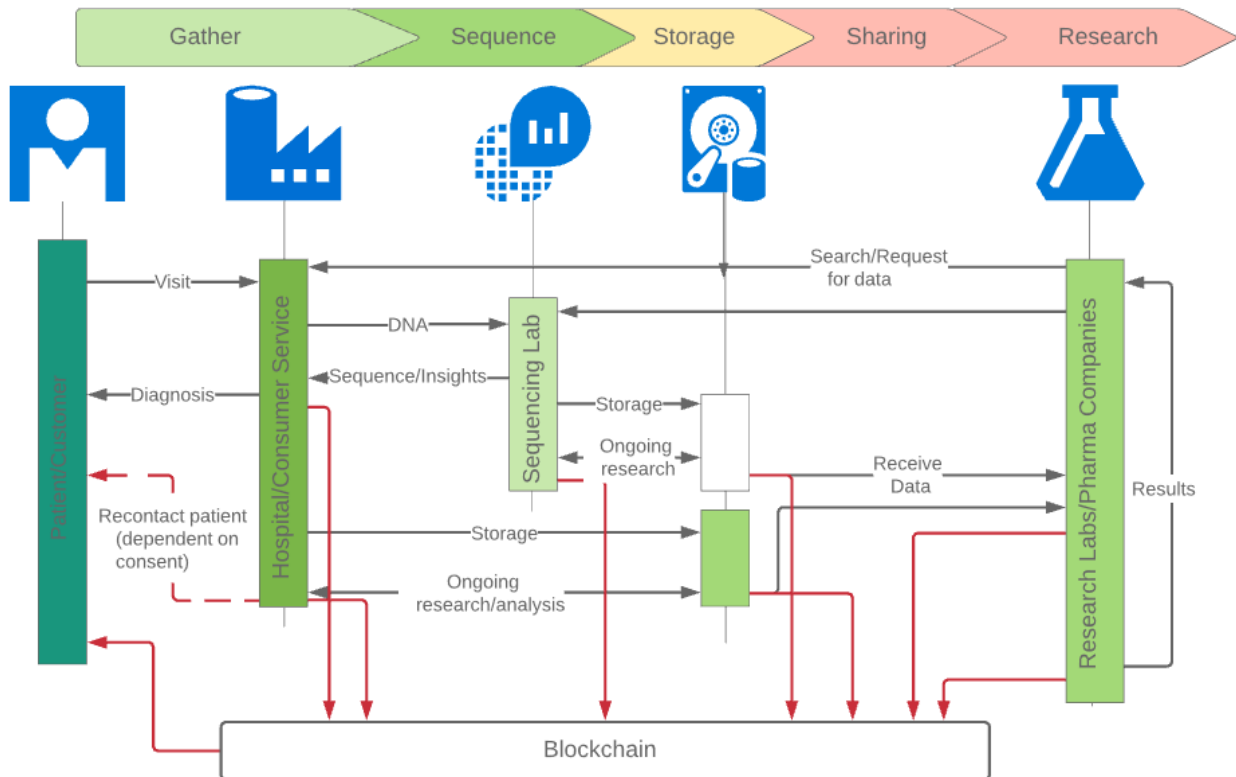 Gather
Sequence
Storage
Sharing
Research
Patient/Customer
Hospital/Consumer Service
Sequencing Lab
Research Labs/Pharma Companies
Search/Request
for data
Visit
DNA
Sequence/Insights
Diagnosis
Storage
Ongoing
research
Receive
Data
Results
Recontact patient
(dependent on
consent)
Storage
Ongoing
research/analysis
Blockchain